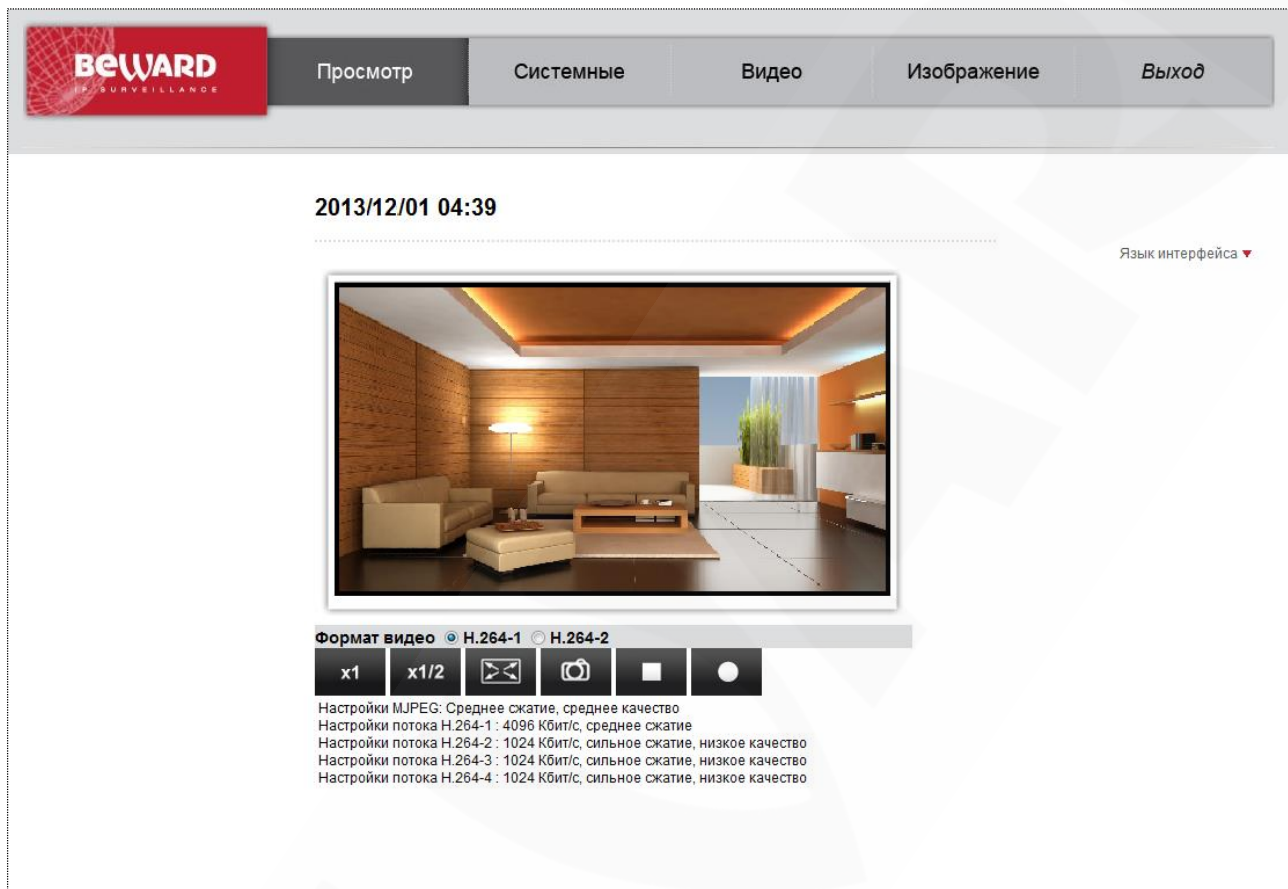 BEWARD
IP SURVEILLANCE
Просмотр
Системные
Видео
Изображение
Выход
2013/12/01 04:39
Язык интерфейса
Формат видео H.264-1 H.264-2
x1 x1/2
Настройки MJPEG: Среднее сжатие, среднее качество
Настройки потока H.264-1 : 4096 Кбит/с, среднее сжатие
Настройки потока H.264-2 : 1024 Кбит/с, сильное сжатие, низкое качество
Настройки потока H.264-3 : 1024 Кбит/с, сильное сжатие, низкое качество
Настройки потока H.264-4 : 1024 Кбит/с, сильное сжатие, низкое качество